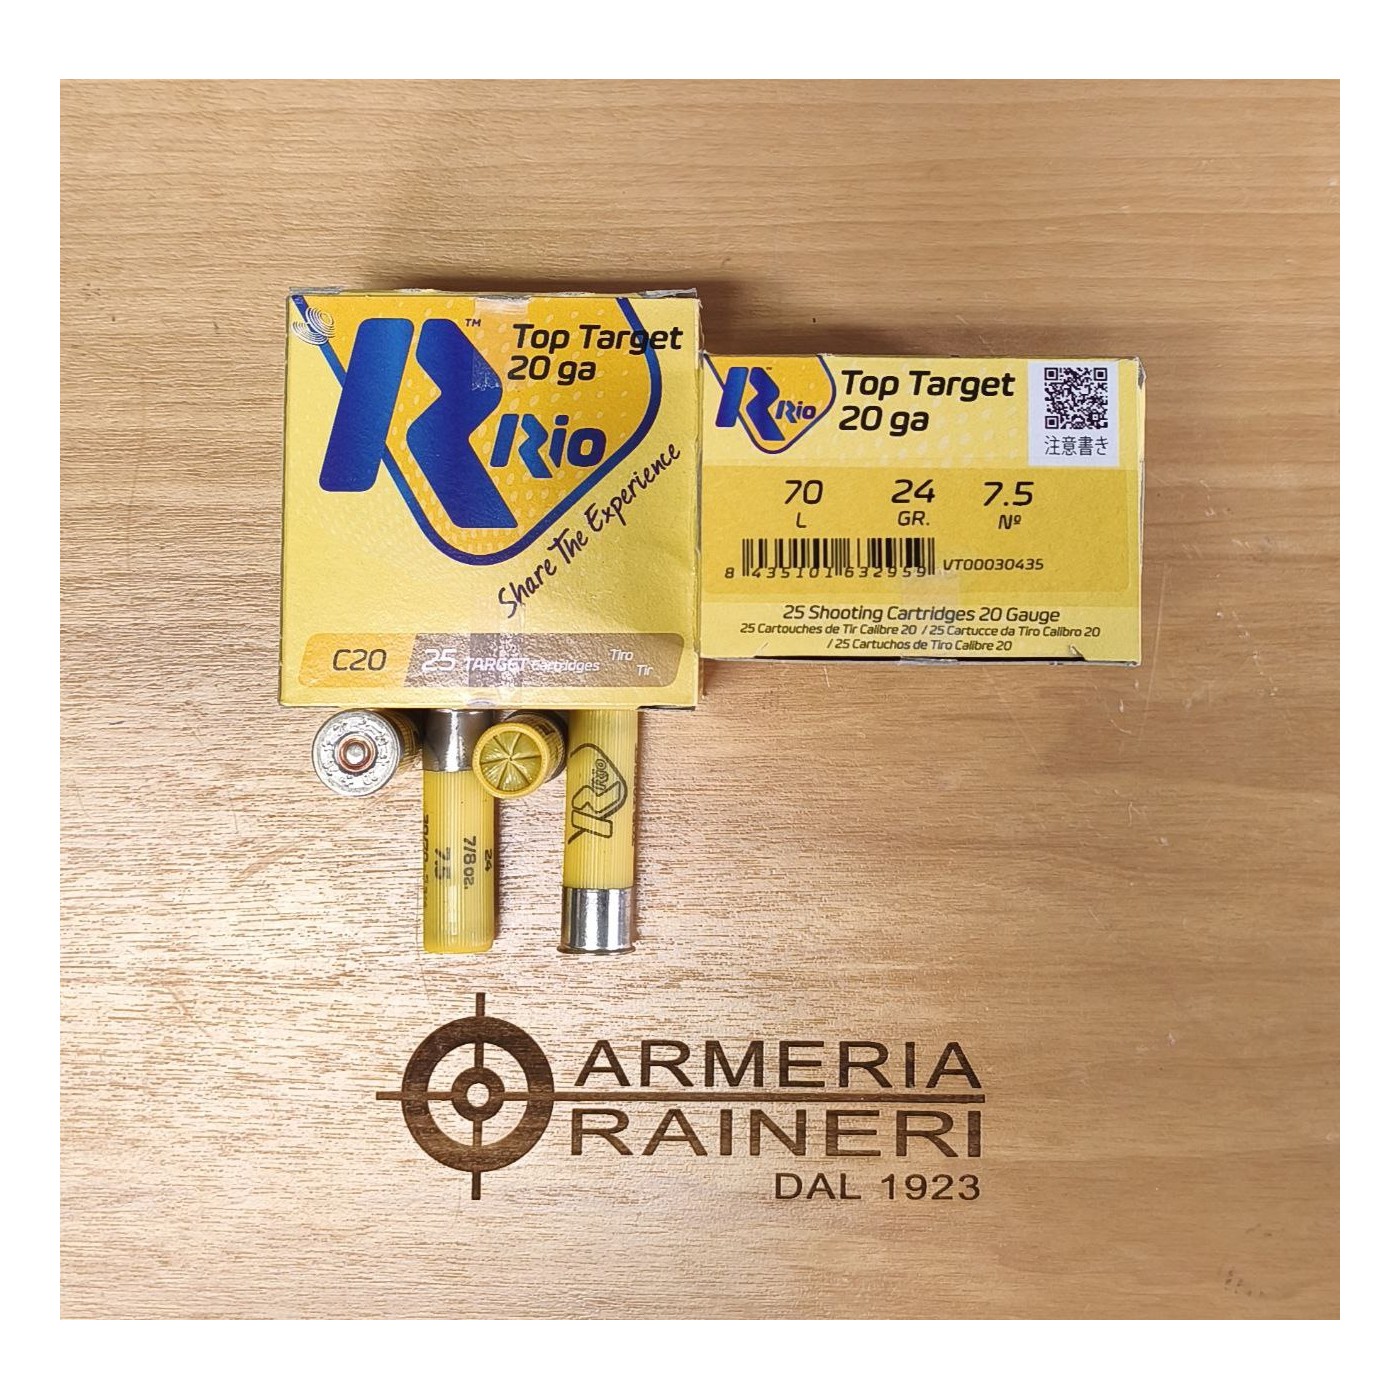 R™
Top Target
20 ga
Rio
Share The Experience
C20
25 TARGET Cartridges
Tiro
Tir
Rio
Top Target
20 ga
注意書き
70
L
24
GR.
7.5
Nº
8 435101 632959
VT00030435
25 Shooting Cartridges 20 Gauge
25 Cartouches de Tir Calibre 20 / 25 Cartucce da Tiro Calibro 20
/ 25 Cartuchos de Tiro Calibre 20
24
7/8 oz.
7.5
Rio
ARMERIA
RAINERI
DAL 1923